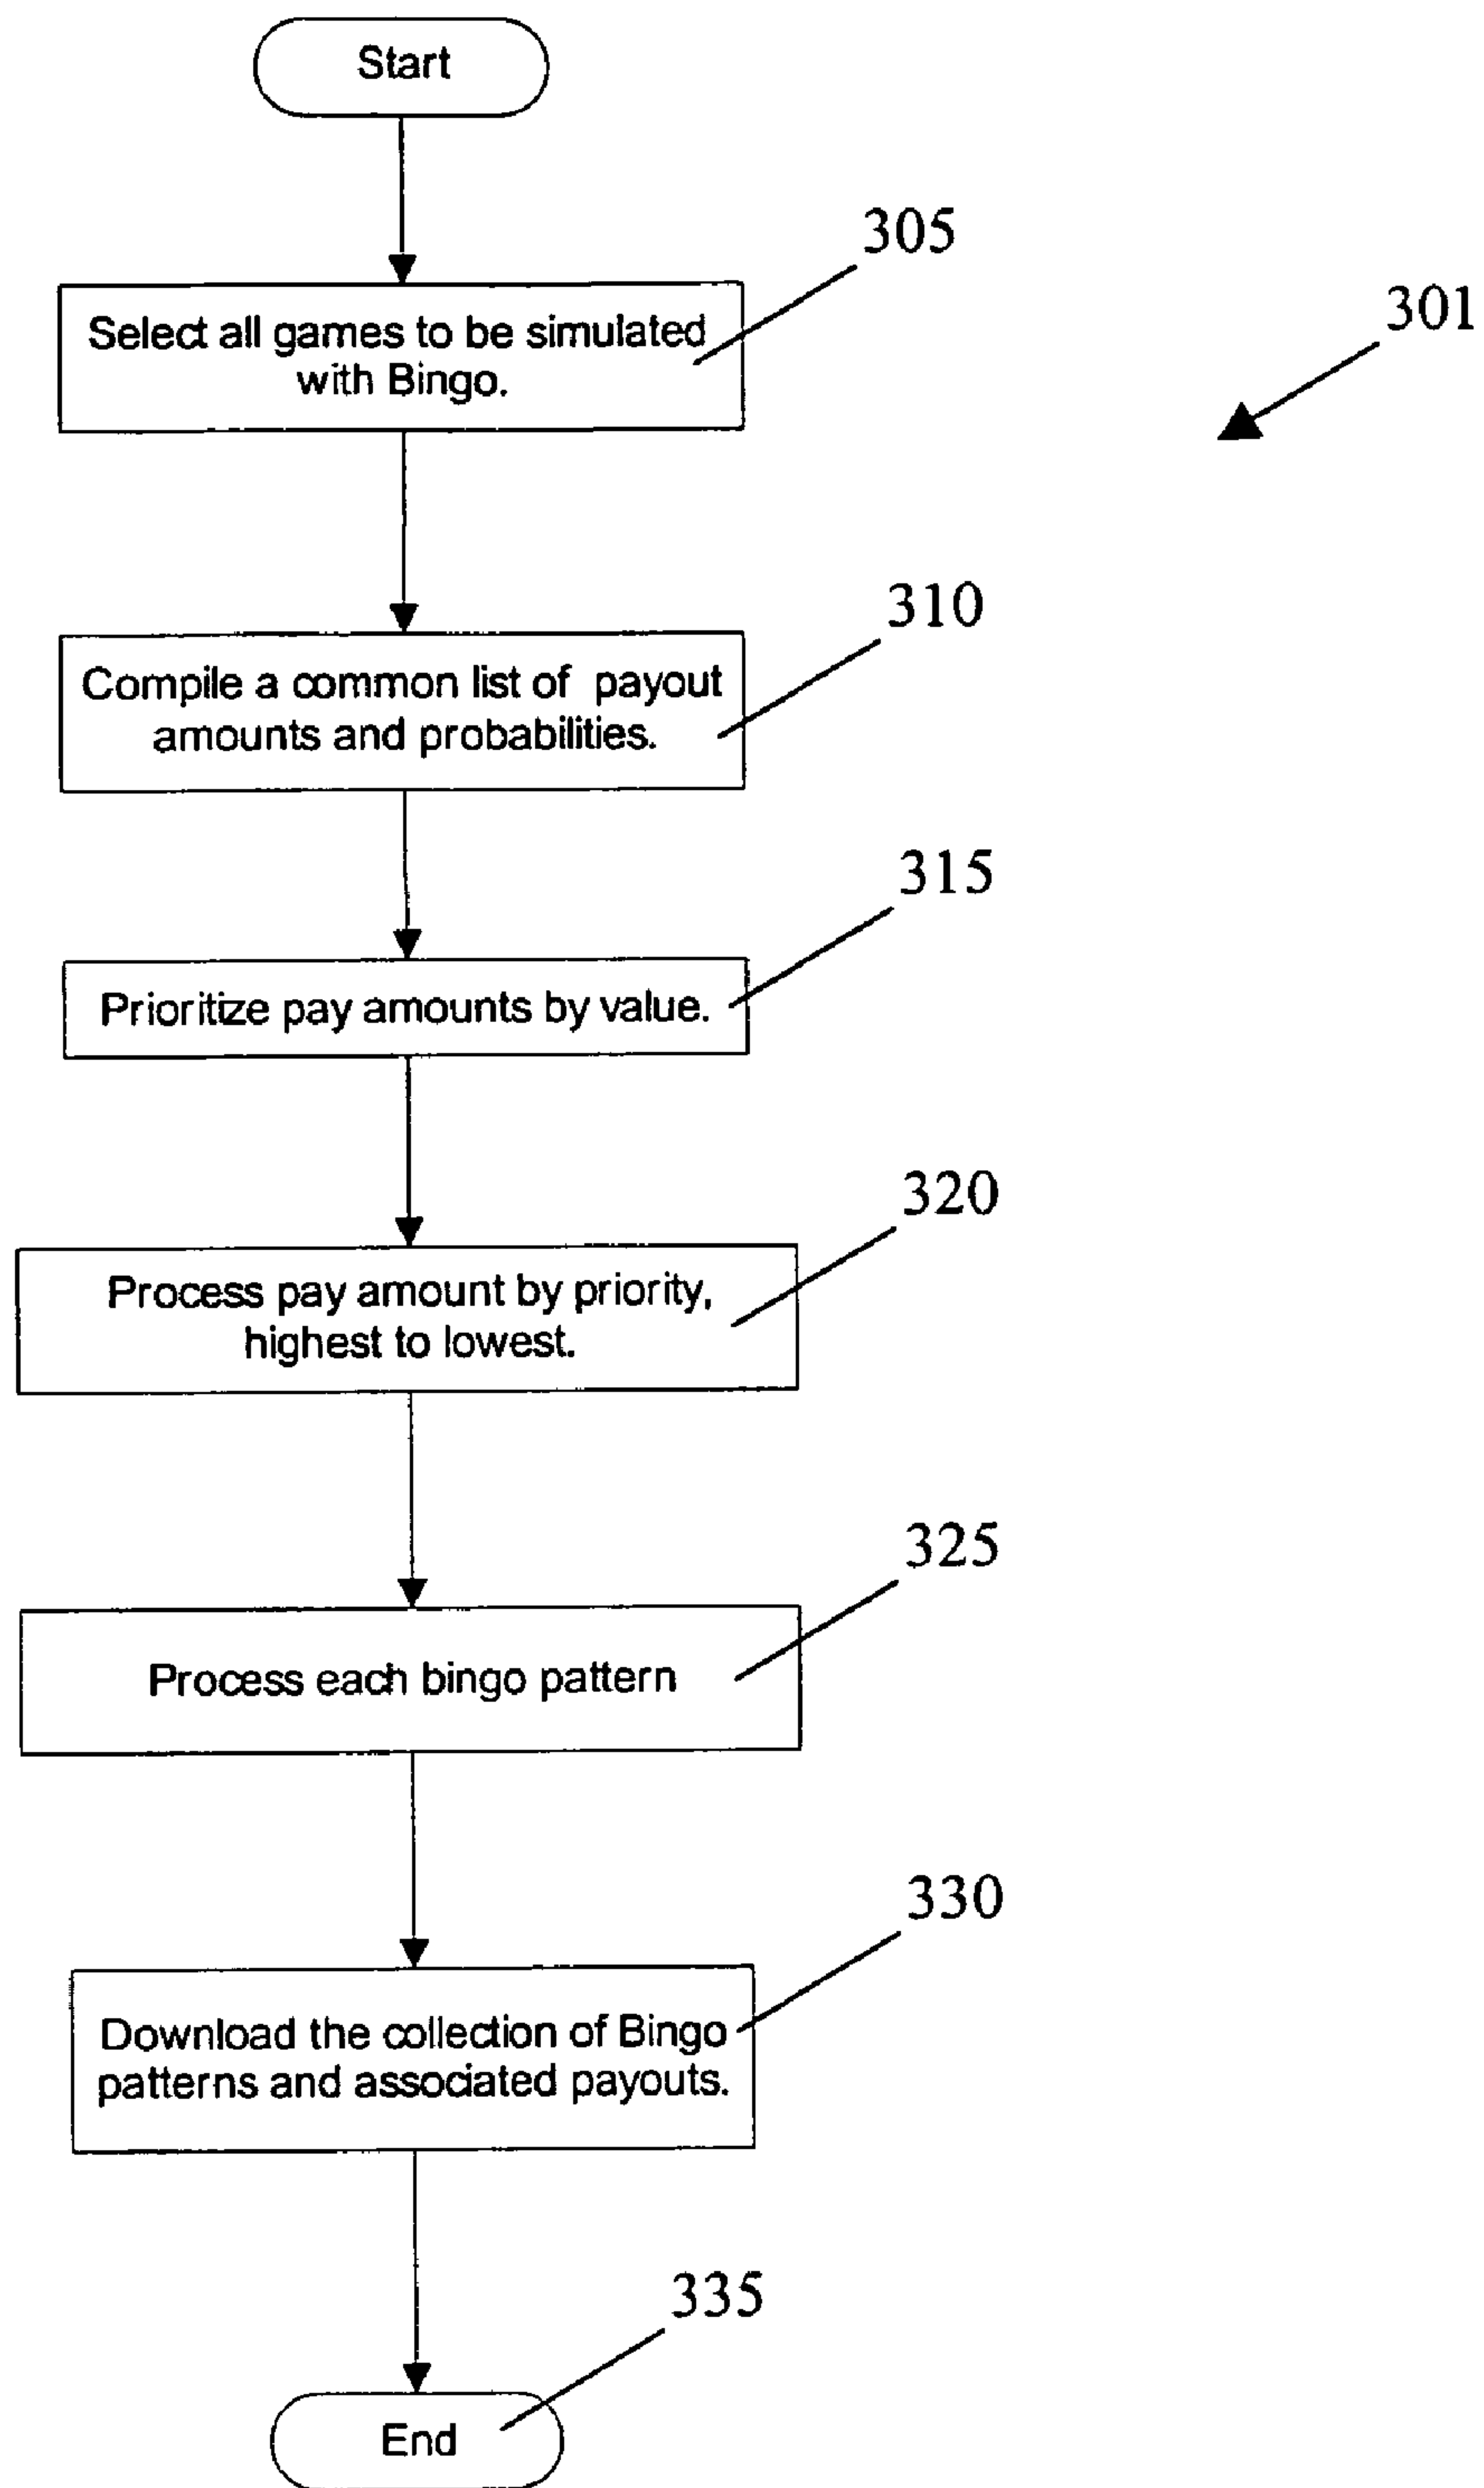 Start
305
301
Select all games to be simulated
with Bingo.
310
Compile a common list of payout
amounts and probabilities.
315
Prioritize pay amounts by value.
320
Process pay amount by priority,
highest to lowest.
325
Process each bingo pattern
330
Download the collection of Bingo
patterns and associated payouts.
335
End